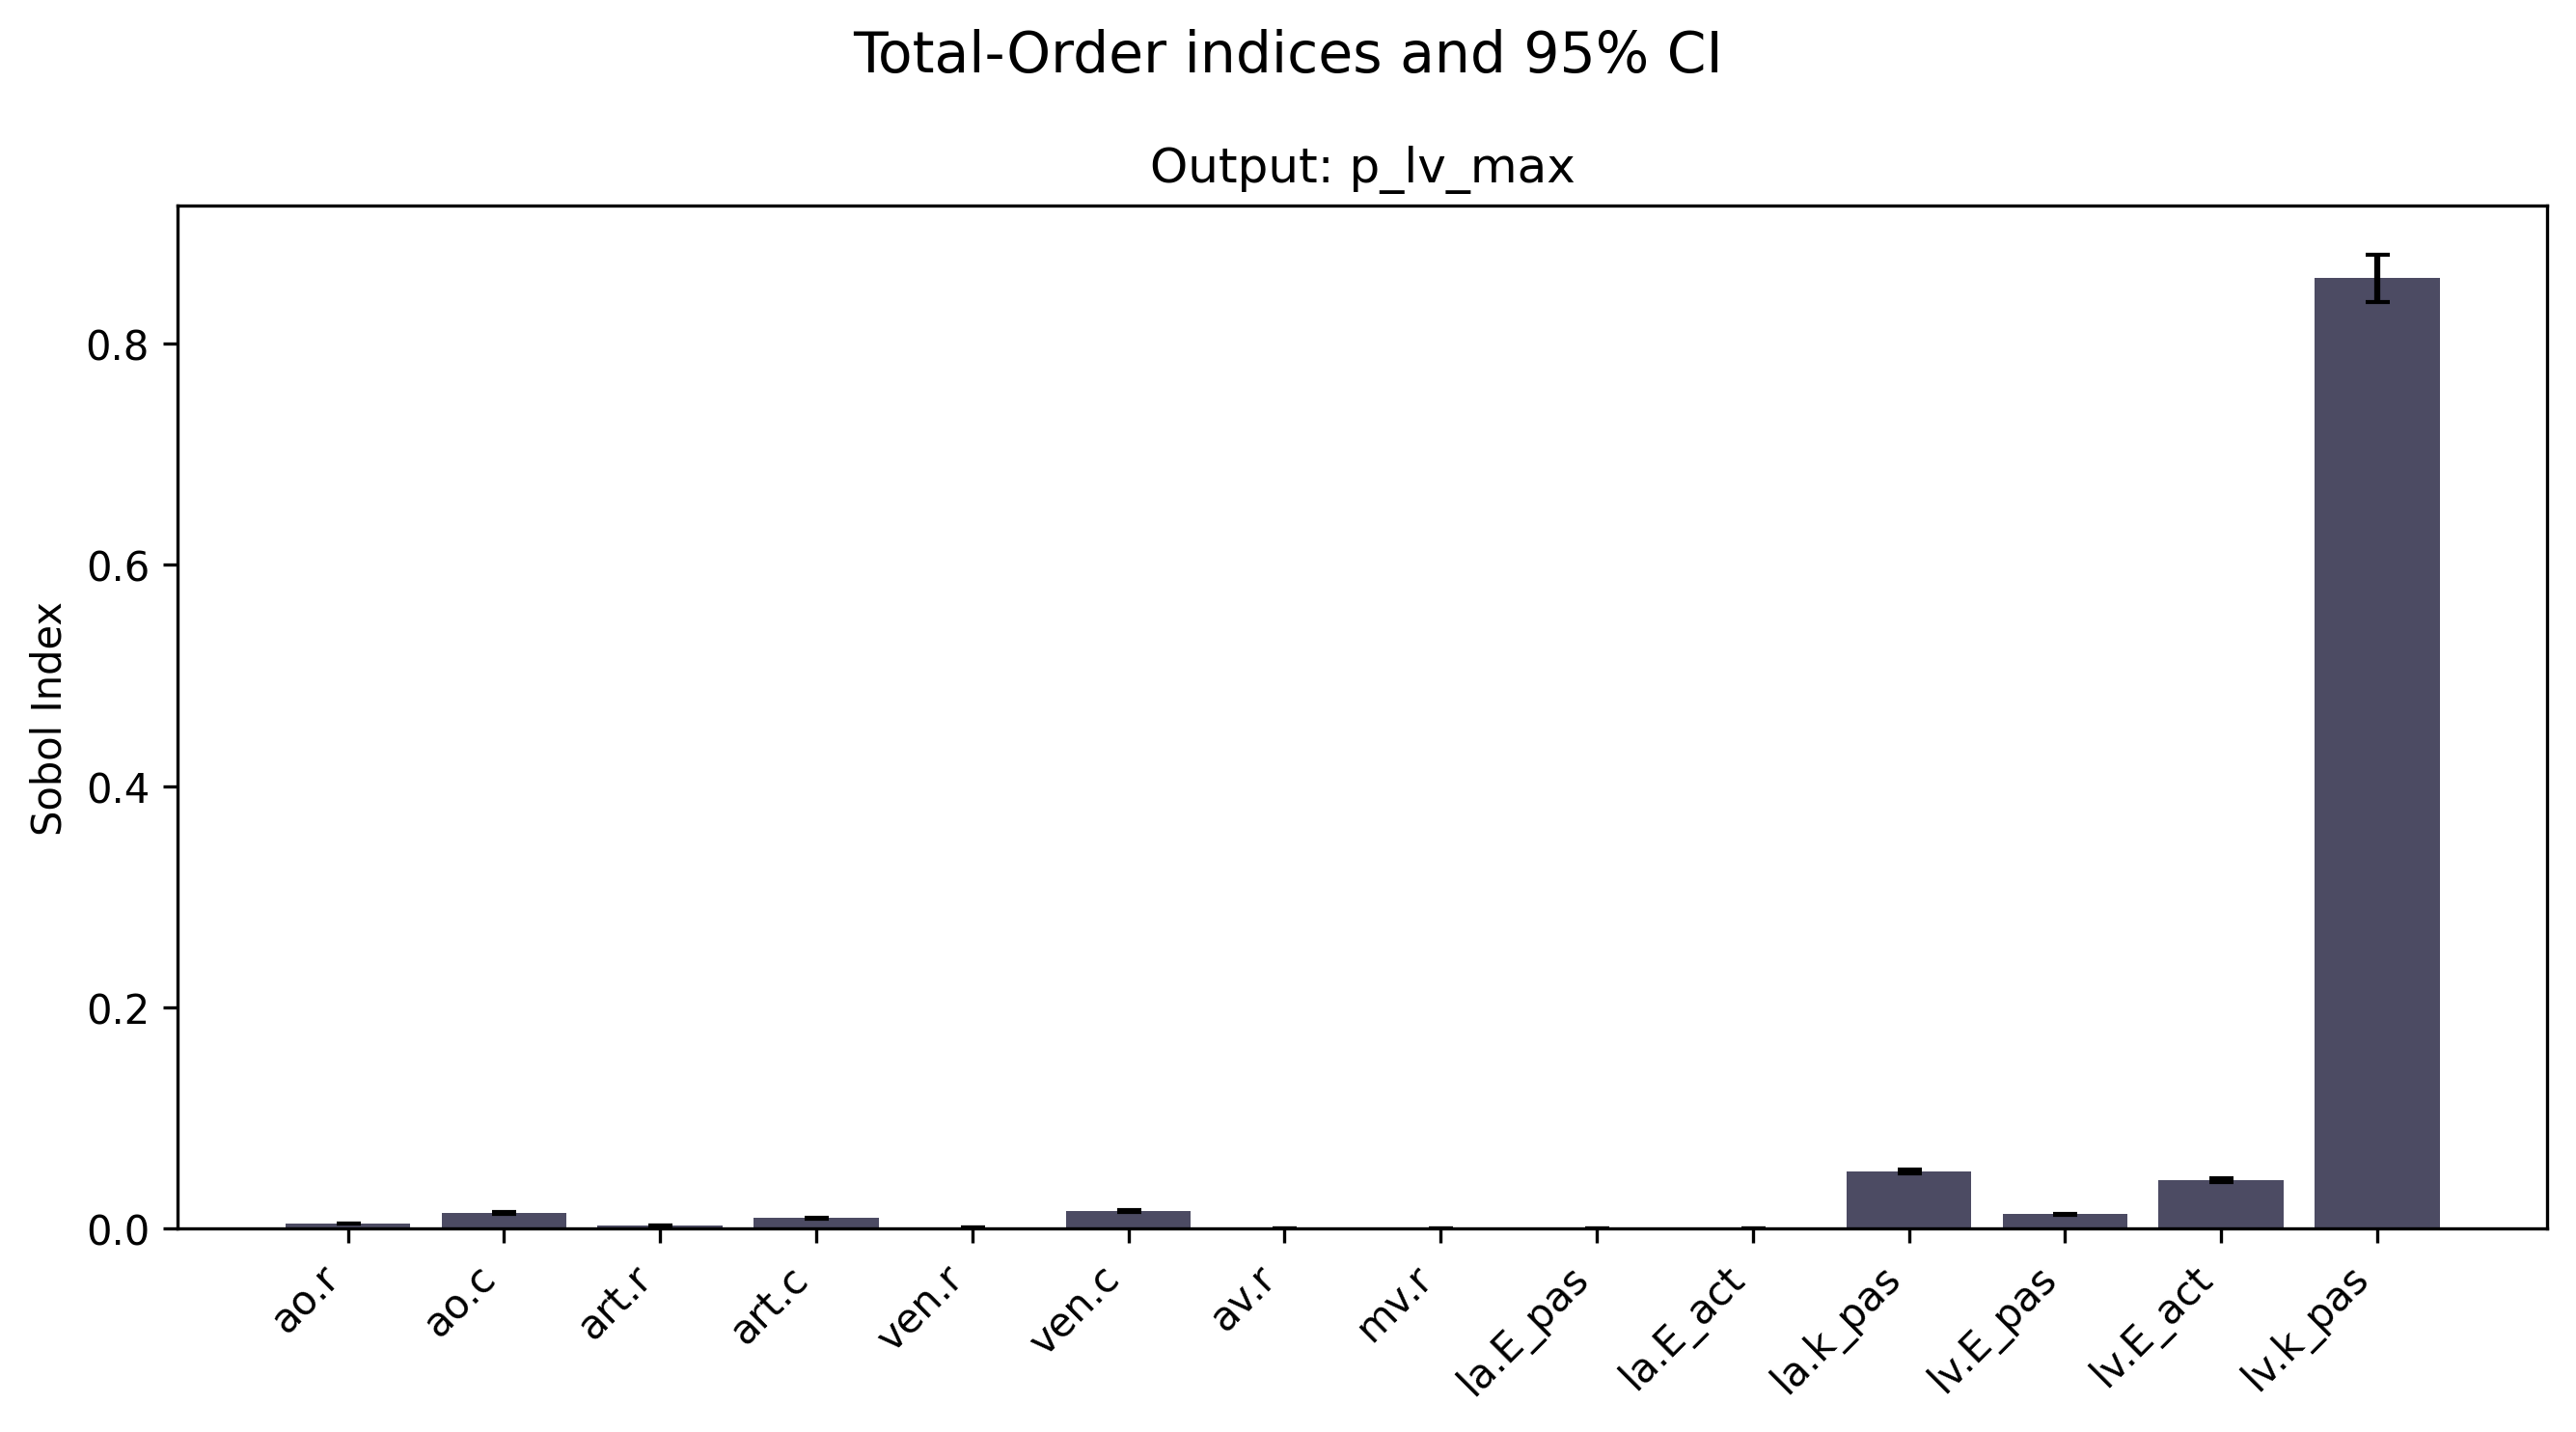 Total-Order indices and 95% CI
Output: p_lv_max
Sobol Index
0.8
0.6
0.4
0.2
0.0
ao.r
ao.c
art.r
art.c
ven.r
ven.c
av.r
mv.r
la.E_pas
la.E_act
la.k_pas
lv.E_pas
lv.E_act
lv.k_pas